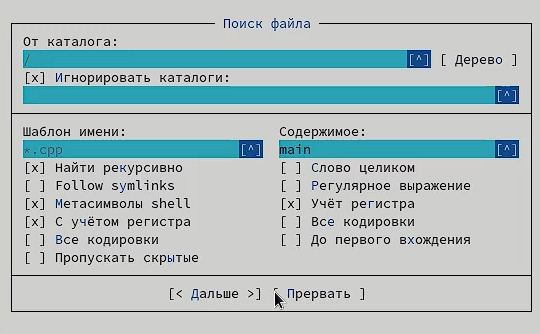 Поиск файла
От каталога:
/ [^] [ Дерево ]
[x] Игнорировать каталоги:
[^]
Шаблон имени: Содержимое:
*.cpp [^] main [^]
[x] Найти рекурсивно [ ] Слово целиком
[ ] Follow symlinks [ ] Регулярное выражение
[x] Метасимволы shell [x] Учёт регистра
[x] С учётом регистра [ ] Все кодировки
[ ] Все кодировки [ ] До первого вхождения
[ ] Пропускать скрытые
[< Дальше >] [ Прервать ]